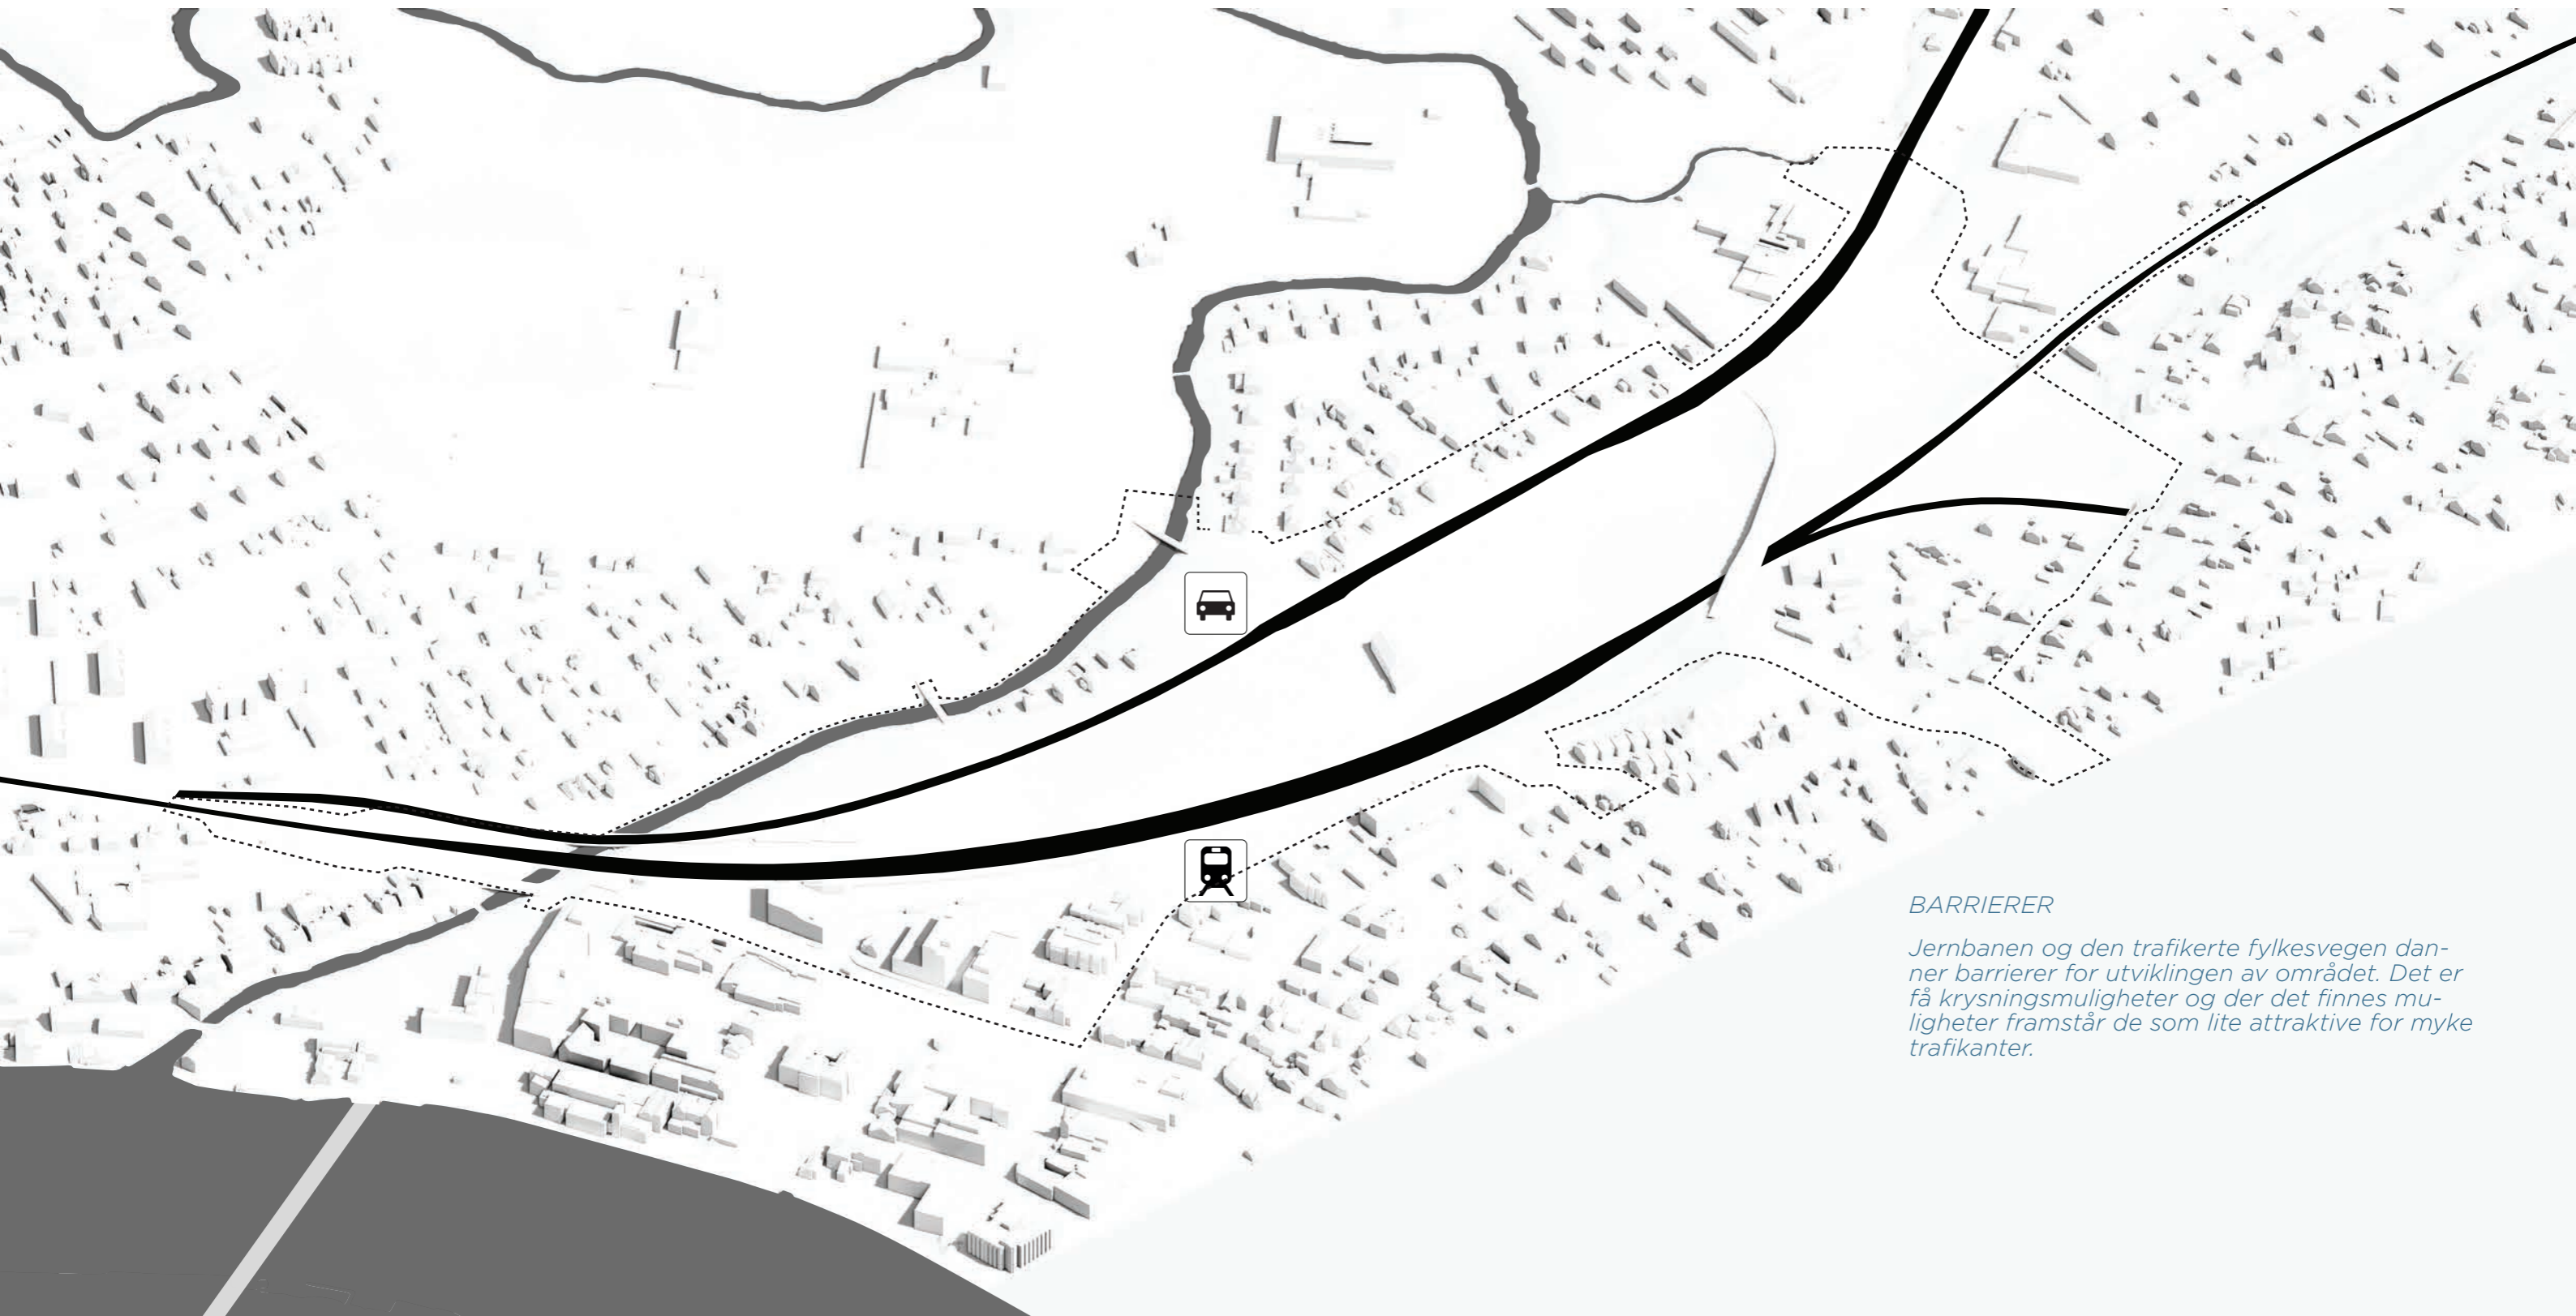 BARRIERER
Jernbanen og den trafikerte fylkesvegen dan-
ner barrierer for utviklingen av området. Det er
få krysningsmuligheter og der det finnes mu-
ligheter framstår de som lite attraktive for myke
trafikanter.